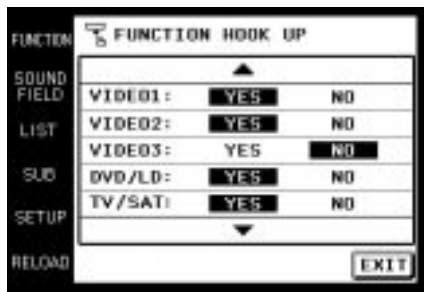 FUNCTION
SOUND
FIELD
LIST
SUB
SETUP
RELOAD
FUNCTION HOOK UP
VIDEO1: YES NO
VIDEO2: YES NO
VIDEO3: YES NO
DVD/LD: YES NO
TV/SAT: YES NO
EXIT